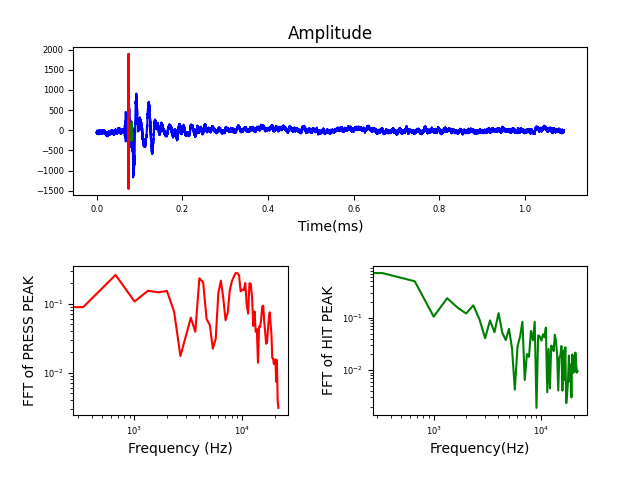 Amplitude
2000
1500
1000
500
0
−500
−1000
−1500
0.0 0.2 0.4 0.6 0.8 1.0
Time(ms)
FFT of PRESS PEAK
10⁻¹
10⁻²
10³ 10⁴
Frequency (Hz)
FFT of HIT PEAK
10⁻¹
10⁻²
10³ 10⁴
Frequency(Hz)